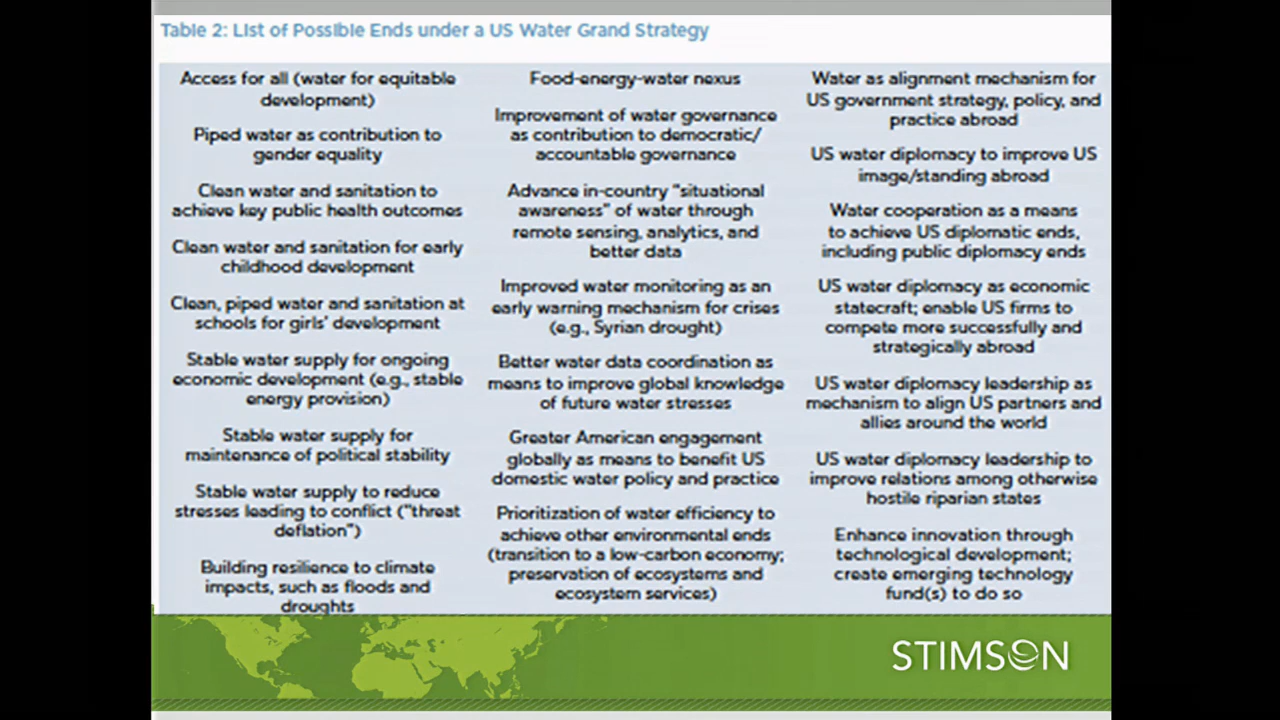 Table 2: List of Possible Ends under a US Water Grand Strategy
Access for all (water for equitable
development)
Piped water as contribution to
gender equality
Clean water and sanitation to
achieve key public health outcomes
Clean water and sanitation for early
childhood development
Clean, piped water and sanitation at
schools for girls' development
Stable water supply for ongoing
economic development (e.g., stable
energy provision)
Stable water supply for
maintenance of political stability
Stable water supply to reduce
stresses leading to conflict ("threat
deflation")
Building resilience to climate
impacts, such as floods and
droughts
Food-energy-water nexus
Improvement of water governance
as contribution to democratic/
accountable governance
Advance in-country "situational
awareness" of water through
remote sensing, analytics, and
better data
Improved water monitoring as an
early warning mechanism for crises
(e.g., Syrian drought)
Better water data coordination as
means to improve global knowledge
of future water stresses
Greater American engagement
globally as means to benefit US
domestic water policy and practice
Prioritization of water efficiency to
achieve other environmental ends
(transition to a low-carbon economy;
preservation of ecosystems and
ecosystem services)
Water as alignment mechanism for
US government strategy, policy, and
practice abroad
US water diplomacy to improve US
image/standing abroad
Water cooperation as a means
to achieve US diplomatic ends,
including public diplomacy ends
US water diplomacy as economic
statecraft; enable US firms to
compete more successfully and
strategically abroad
US water diplomacy leadership as
mechanism to align US partners and
allies around the world
US water diplomacy leadership to
improve relations among otherwise
hostile riparian states
Enhance innovation through
technological development;
create emerging technology
fund(s) to do so
STIMSON